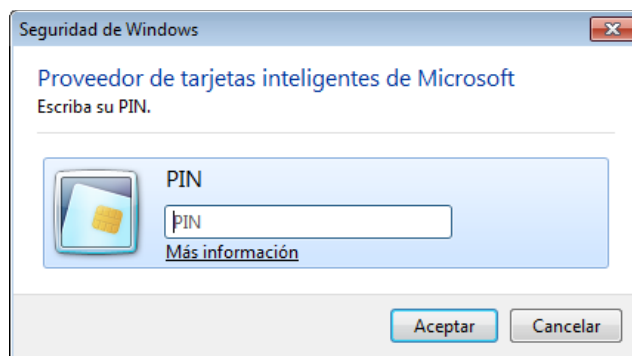 Seguridad de Windows
Proveedor de tarjetas inteligentes de Microsoft
Escriba su PIN.
PIN
PIN
Más información
Aceptar
Cancelar